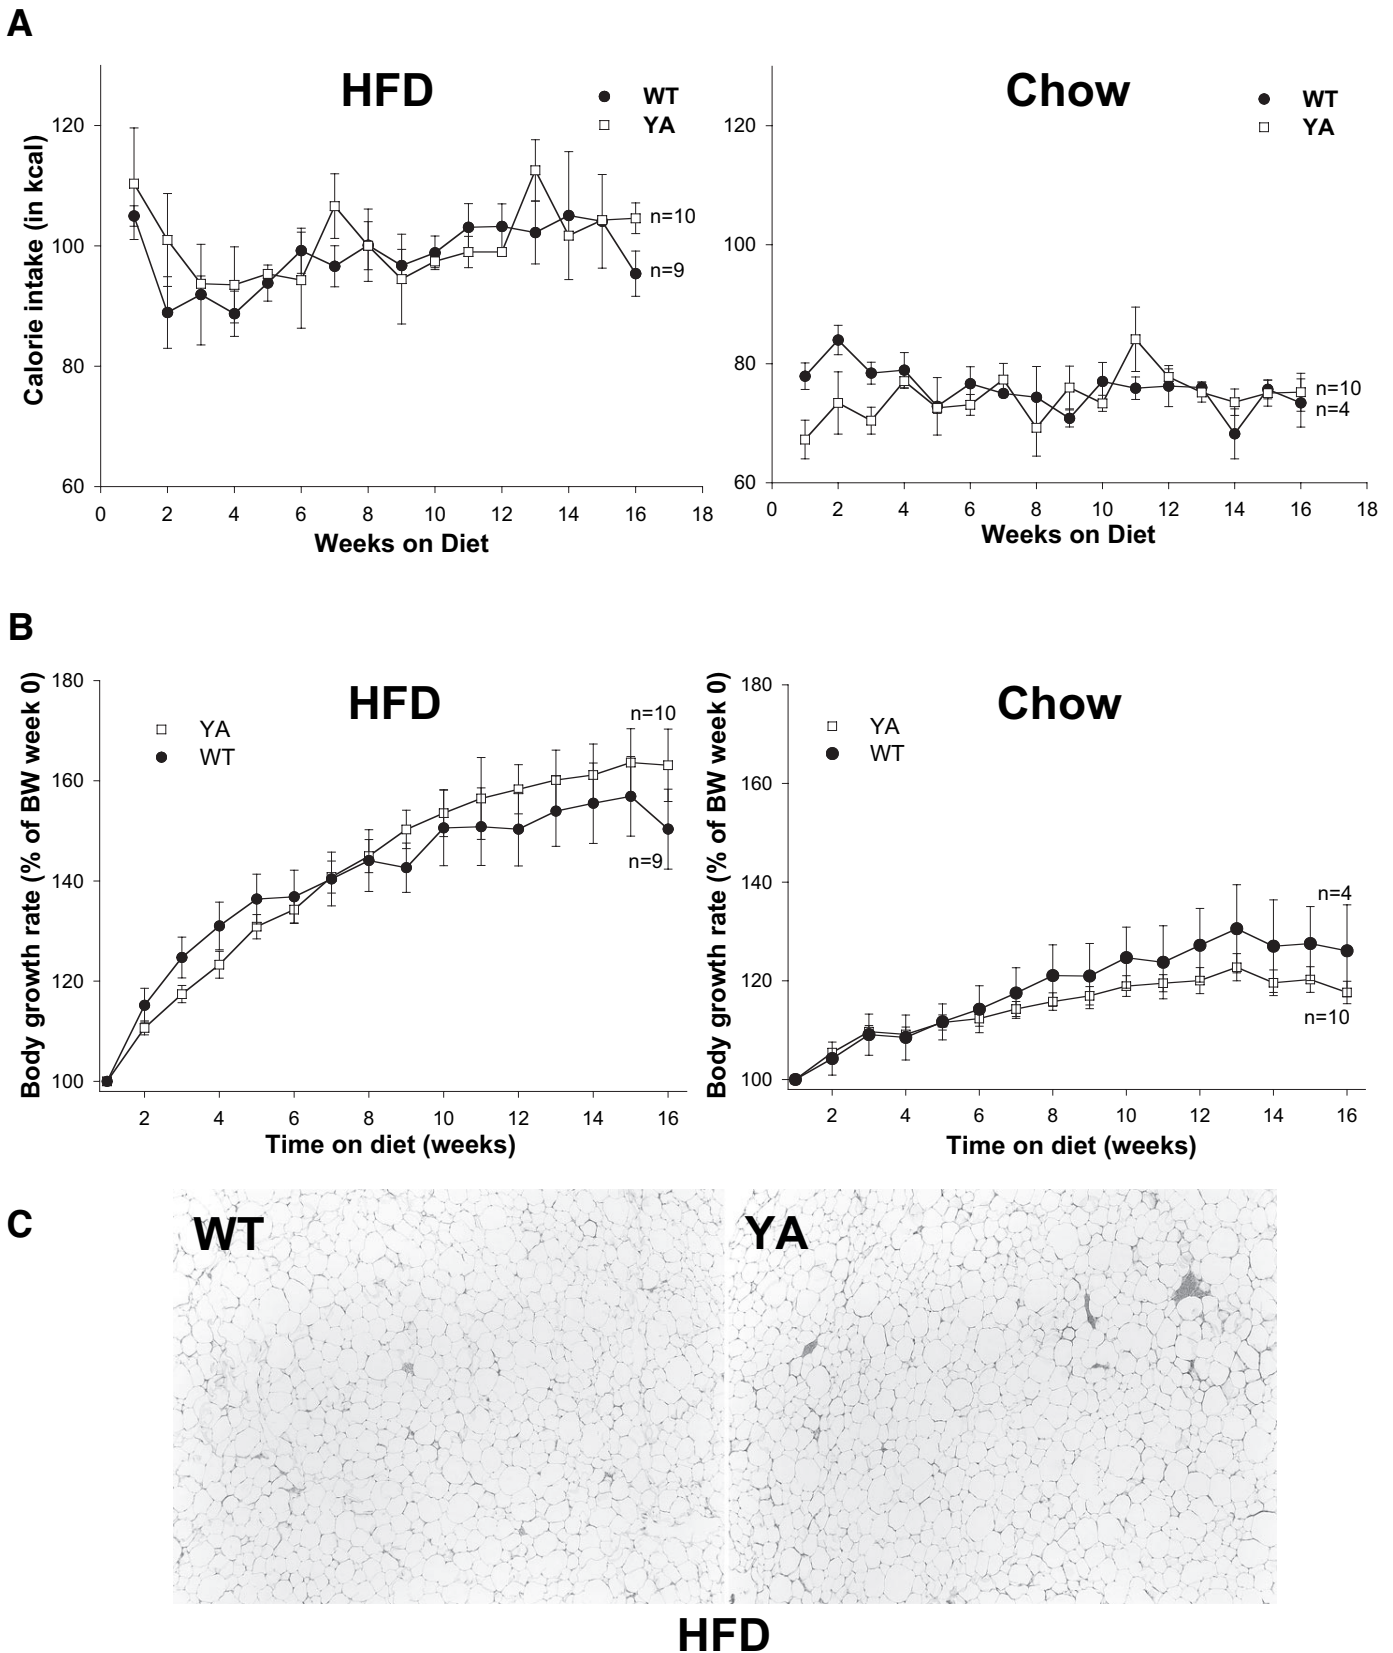 A
HFD
WT
YA
Calorie intake (in kcal)
120
100
80
60
n=10
n=9
0 2 4 6 8 10 12 14 16 18
Weeks on Diet
Chow
WT
YA
120
100
80
60
n=10
n=4
0 2 4 6 8 10 12 14 16 18
Weeks on Diet
B
HFD
YA
WT
Body growth rate (% of BW week 0)
180
160
140
120
100
n=10
n=9
2 4 6 8 10 12 14 16
Time on diet (weeks)
Chow
YA
WT
Body growth rate (% of BW week 0)
180
160
140
120
100
n=4
n=10
2 4 6 8 10 12 14 16
Time on diet (weeks)
C
WT
YA
HFD